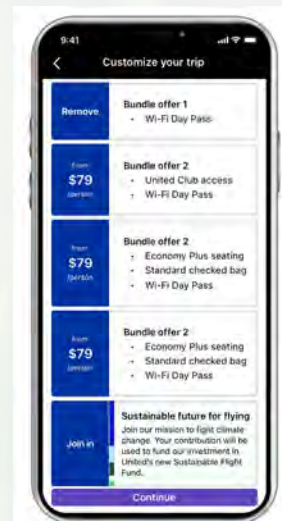 9:41
Customize your trip
Remove
Bundle offer 1
• Wi-Fi Day Pass
from
$79
/person
Bundle offer 2
• United Club access
• Wi-Fi Day Pass
from
$79
/person
Bundle offer 2
• Economy Plus seating
• Standard checked bag
• Wi-Fi Day Pass
from
$79
/person
Bundle offer 2
• Economy Plus seating
• Standard checked bag
• Wi-Fi Day Pass
Join in
Sustainable future for flying
Join our mission to fight climate
change. Your contribution will be
used to fund our investment in
United's new Sustainable Flight
Fund.
Continue